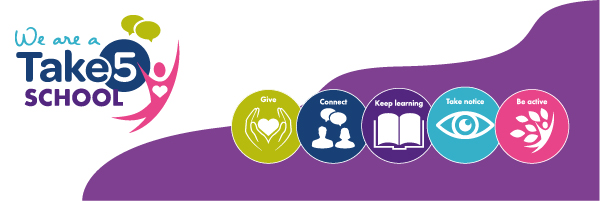 We are a
Take5
SCHOOL
Give
Connect
Keep learning
Take notice
Be active